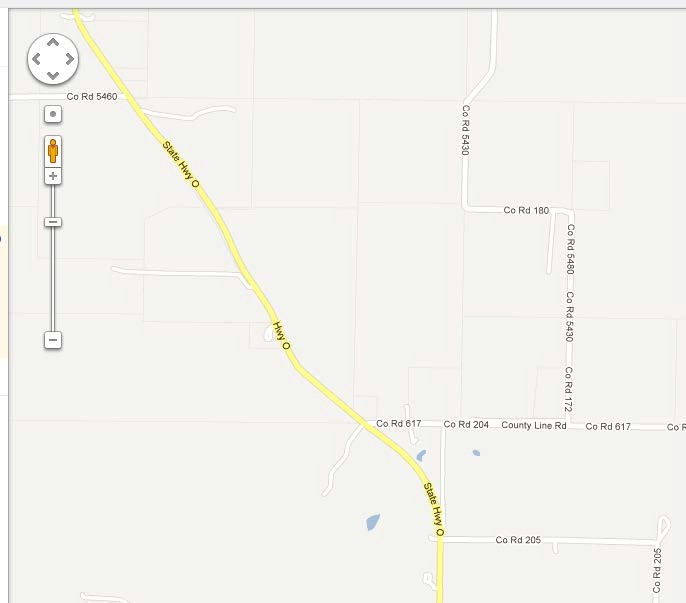 Co Rd 5460
Co Rd 5430
State Hwy O
Co Rd 180
Co Rd 5480
Co Rd 5430
Hwy O
Co Rd 172
Co Rd 617
Co Rd 204
County Line Rd
Co Rd 617
Co R
State Hwy O
Co Rd 205
Co Rd 205